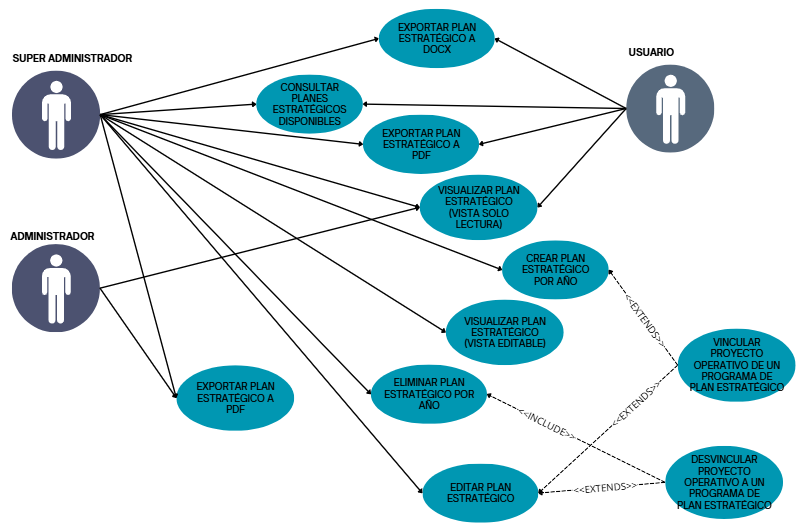 EXPORTAR PLAN
ESTRATÉGICO A
DOCX
USUARIO
SUPER ADMINISTRADOR
CONSULTAR
PLANES
ESTRATÉGICOS
DISPONIBLES
EXPORTAR PLAN
ESTRATÉGICO A
PDF
VISUALIZAR PLAN
ESTRATÉGICO
(VISTA SOLO
LECTURA)
ADMINISTRADOR
CREAR PLAN
ESTRATÉGICO
POR AÑO
<<EXTENDS>>
VISUALIZAR PLAN
ESTRATÉGICO
(VISTA EDITABLE)
VINCULAR
PROYECTO
OPERATIVO DE UN
PROGRAMA DE
PLAN ESTRATÉGICO
EXPORTAR PLAN
ESTRATÉGICO A
PDF
ELIMINAR PLAN
ESTRATÉGICO POR
AÑO
<<EXTENDS>>
<<INCLUDE>>
DESVINCULAR
PROYECTO
OPERATIVO A UN
PROGRAMA DE
PLAN ESTRATÉGICO
EDITAR PLAN
ESTRATÉGICO
<<EXTENDS>>